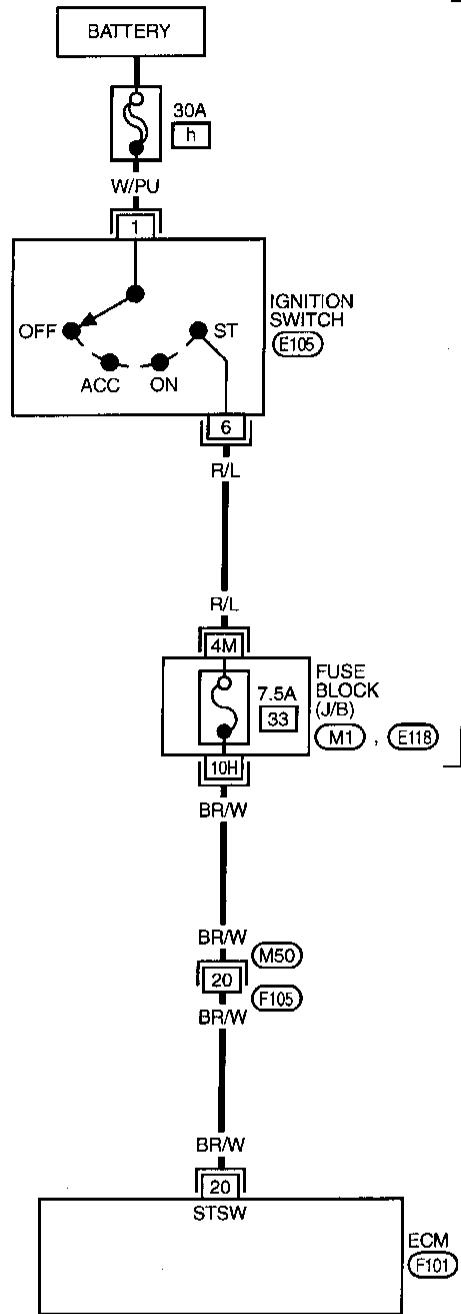 BATTERY
30A
h
W/PU
1
OFF
ACC
ON
ST
IGNITION
SWITCH
E105
6
R/L
R/L
4M
7.5A
33
FUSE
BLOCK
(J/B)
M1 , E118
10H
BR/W
BR/W
M50
20
F105
BR/W
BR/W
20
STSW
ECM
F101